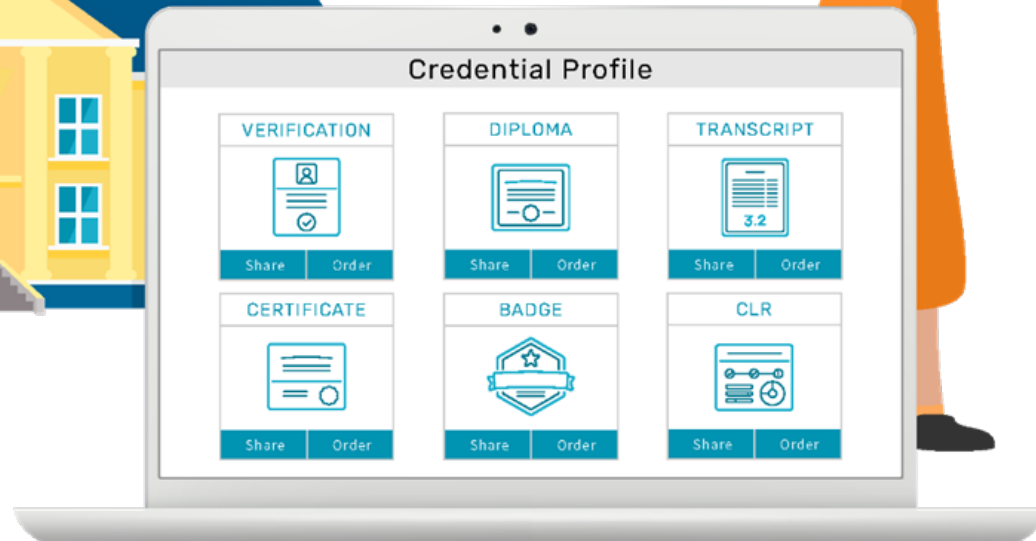 Credential Profile
VERIFICATION
Share Order
DIPLOMA
Share Order
TRANSCRIPT
3.2
Share Order
CERTIFICATE
Share Order
BADGE
Share Order
CLR
Share Order